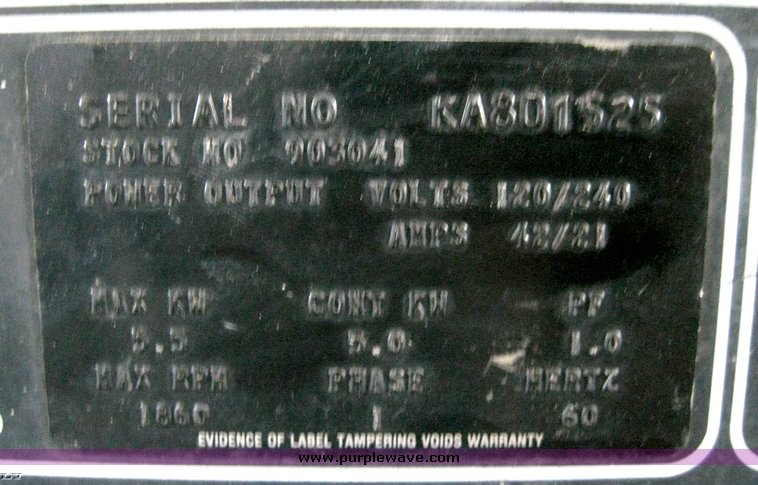 SERIAL NO KA801525
STOCK NO 903041
POWER OUTPUT VOLTS 120/240
AMPS 42/21
MAX KW CONT KW PF
5.5 5.0 1.0
MAX RPM PHASE HERTZ
1860 1 60
EVIDENCE OF LABEL TAMPERING VOIDS WARRANTY
www.purplewave.com